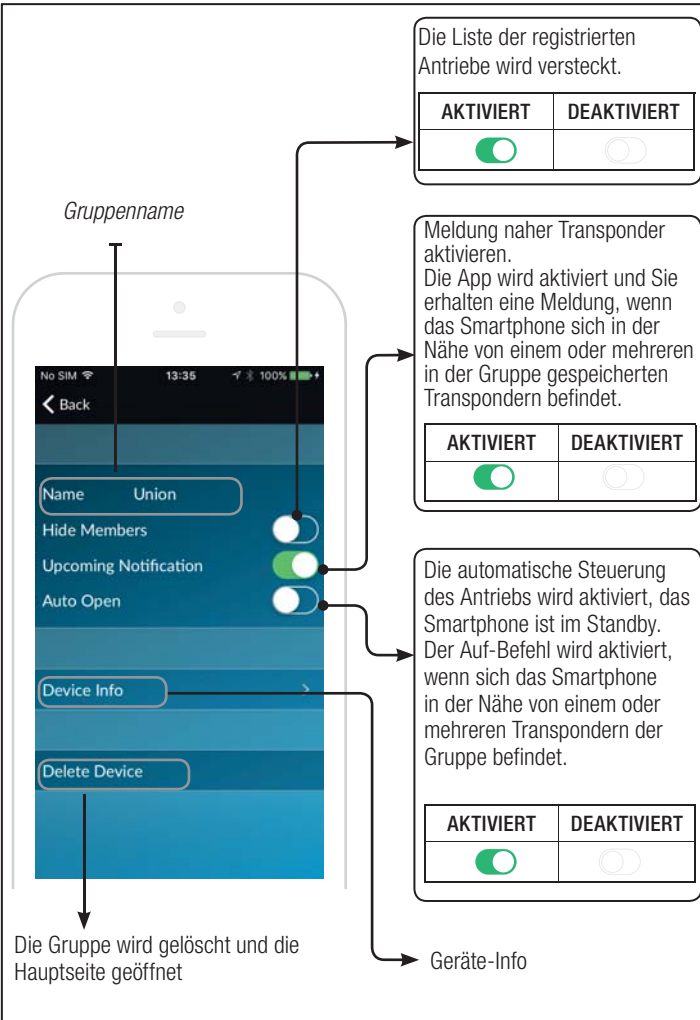 Die Liste der registrierten
Antriebe wird versteckt.
AKTIVIERT DEAKTIVIERT
Gruppenname
Meldung naher Transponder
aktivieren.
Die App wird aktiviert und Sie
erhalten eine Meldung, wenn
das Smartphone sich in der
Nähe von einem oder mehreren
in der Gruppe gespeicherten
Transpondern befindet.
AKTIVIERT DEAKTIVIERT
No SIM 13:35 100%
Back
Name Union
Hide Members
Upcoming Notification
Auto Open
Device Info >
Delete Device
Die automatische Steuerung
des Antriebs wird aktiviert, das
Smartphone ist im Standby.
Der Auf-Befehl wird aktiviert,
wenn sich das Smartphone
in der Nähe von einem oder
mehreren Transpondern der
Gruppe befindet.
AKTIVIERT DEAKTIVIERT
Die Gruppe wird gelöscht und die
Hauptseite geöffnet
Geräte-Info